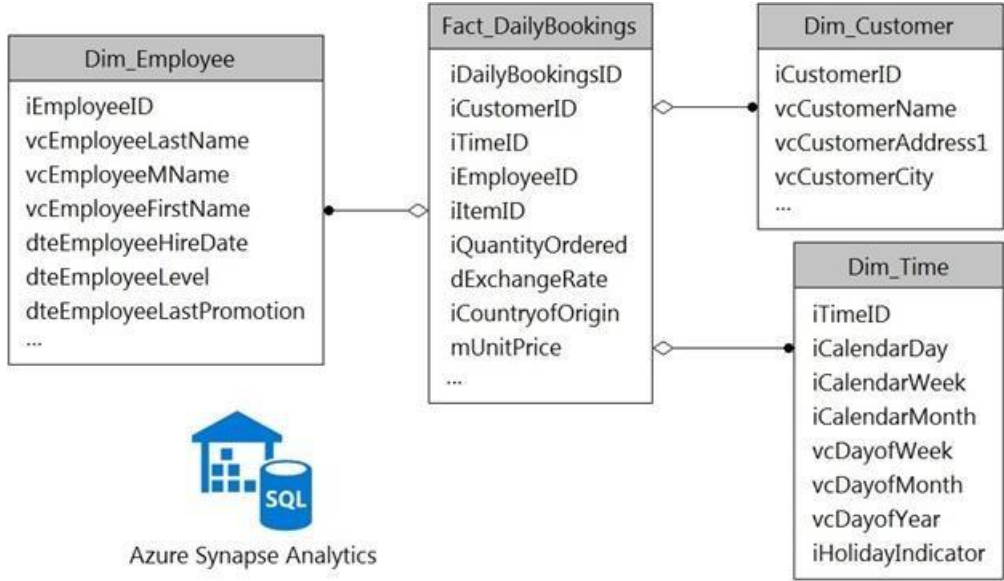 Dim_Employee
iEmployeeID
vcEmployeeLastName
vcEmployeeMName
vcEmployeeFirstName
dteEmployeeHireDate
dteEmployeeLevel
dteEmployeeLastPromotion
...
Fact_DailyBookings
iDailyBookingsID
iCustomerID
iTimeID
iEmployeeID
iItemID
iQuantityOrdered
dExchangeRate
iCountryofOrigin
mUnitPrice
...
Dim_Customer
iCustomerID
vcCustomerName
vcCustomerAddress1
vcCustomerCity
...
Dim_Time
iTimeID
iCalendarDay
iCalendarWeek
iCalendarMonth
vcDayofWeek
vcDayofMonth
vcDayofYear
iHolidayIndicator
SQL
Azure Synapse Analytics